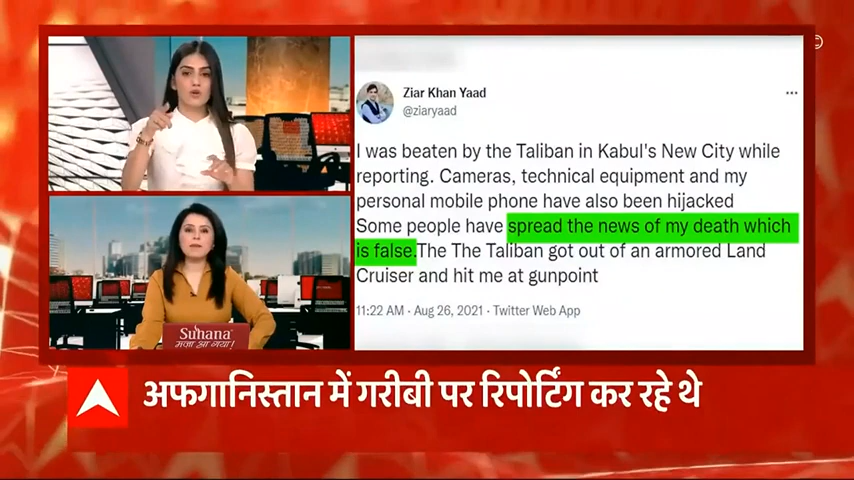 Ziar Khan Yaad
@ziaryaad
I was beaten by the Taliban in Kabul's New City while
reporting. Cameras, technical equipment and my
personal mobile phone have also been hijacked
Some people have spread the news of my death which
is false.The The Taliban got out of an armored Land
Cruiser and hit me at gunpoint
11:22 AM · Aug 26, 2021 · Twitter Web App
Suhana
मज़ा आ गया!
अफगानिस्तान में गरीबी पर रिपोर्टिंग कर रहे थे